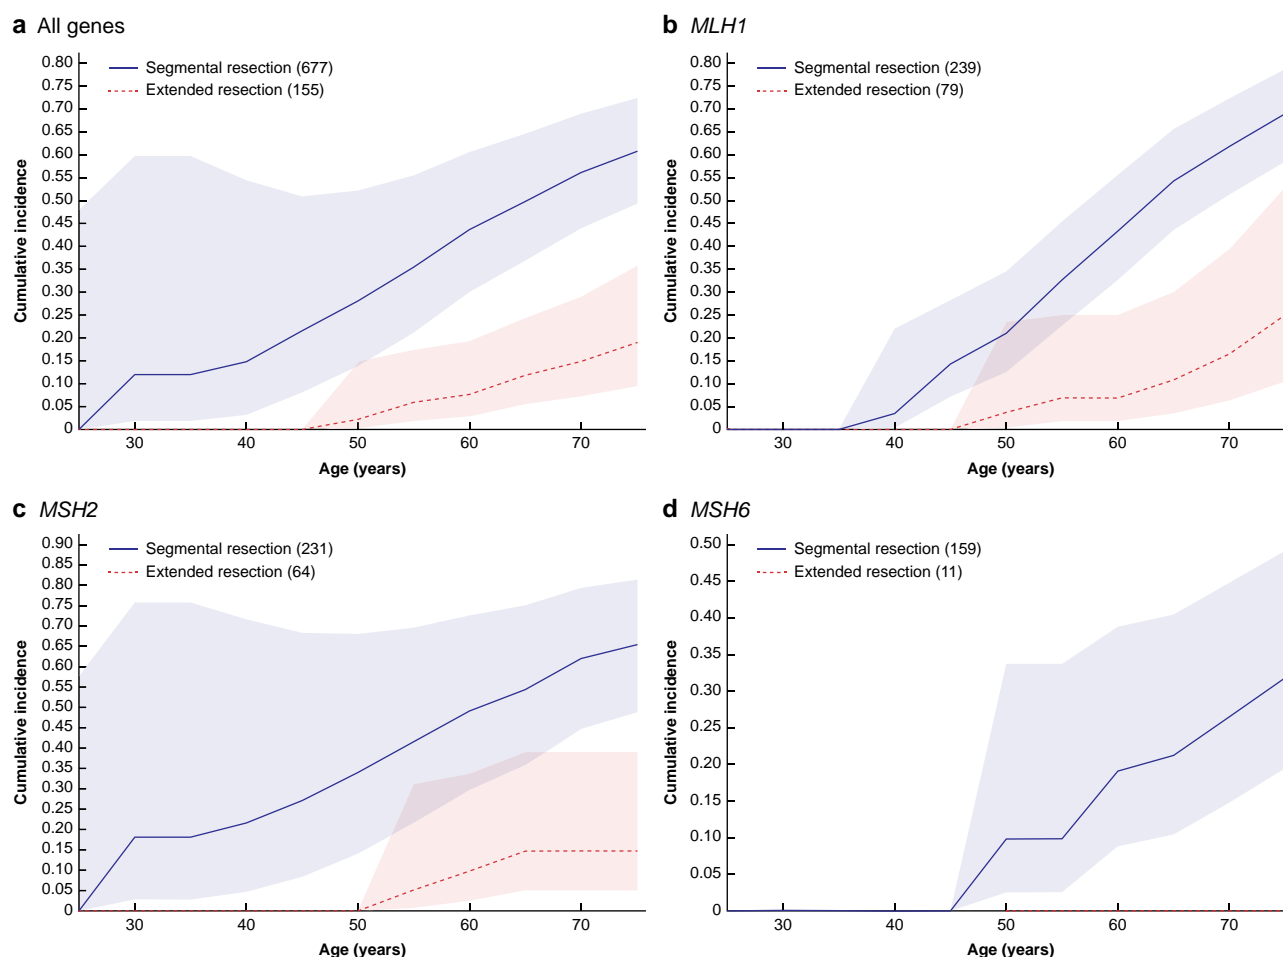 a All genes
0.80
0.75
0.70
0.65
0.60
0.55
0.50
0.45
0.40
0.35
0.30
0.25
0.20
0.15
0.10
0.05
0
Cumulative incidence
Segmental resection (677)
Extended resection (155)
30 40 50 60 70
Age (years)
b MLH1
0.80
0.75
0.70
0.65
0.60
0.55
0.50
0.45
0.40
0.35
0.30
0.25
0.20
0.15
0.10
0.05
0
Cumulative incidence
Segmental resection (239)
Extended resection (79)
30 40 50 60 70
Age (years)
c MSH2
0.90
0.85
0.80
0.75
0.70
0.65
0.60
0.55
0.50
0.45
0.40
0.35
0.30
0.25
0.20
0.15
0.10
0.05
0
Cumulative incidence
Segmental resection (231)
Extended resection (64)
30 40 50 60 70
Age (years)
d MSH6
0.50
0.45
0.40
0.35
0.30
0.25
0.20
0.15
0.10
0.05
0
Cumulative incidence
Segmental resection (159)
Extended resection (11)
30 40 50 60 70
Age (years)